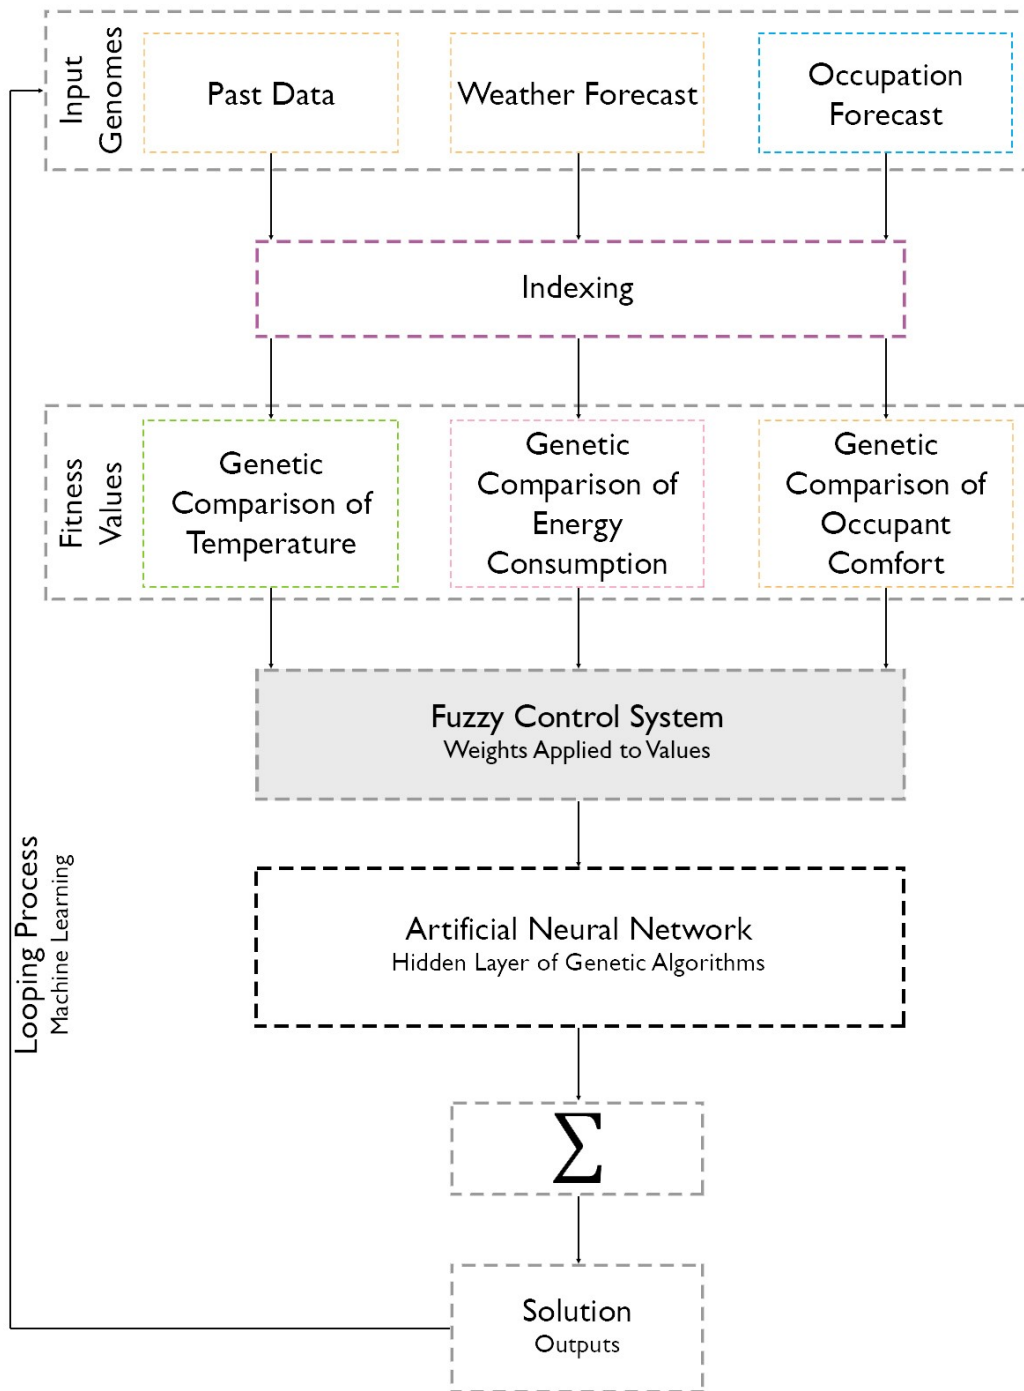 Input
Genomes
Past Data
Weather Forecast
Occupation
Forecast
Indexing
Fitness
Values
Genetic
Comparison of
Temperature
Genetic
Comparison of
Energy
Consumption
Genetic
Comparison of
Occupant
Comfort
Fuzzy Control System
Weights Applied to Values
Artificial Neural Network
Hidden Layer of Genetic Algorithms
Looping Process
Machine Learning
∑
Solution
Outputs